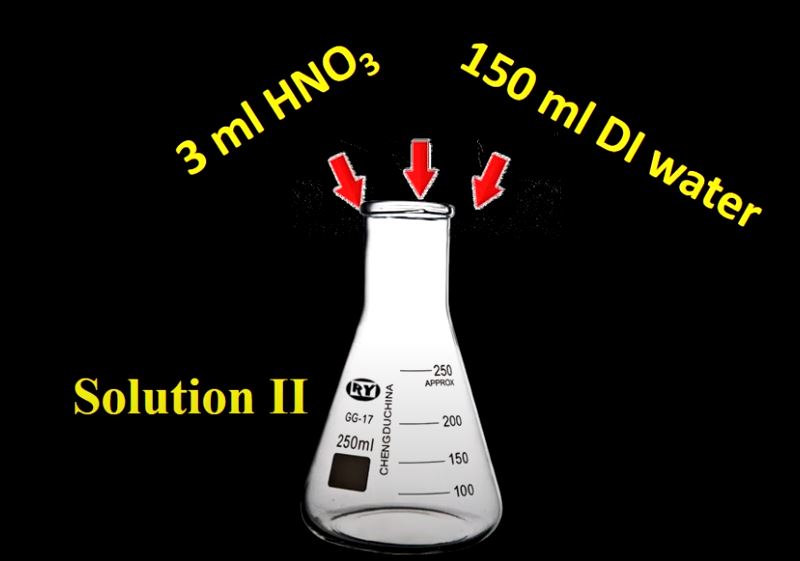 3 ml HNO₃
150 ml DI water
Solution II
RY
GG-17
250ml
CHENGDUCHINA
250
APPROX
200
150
100